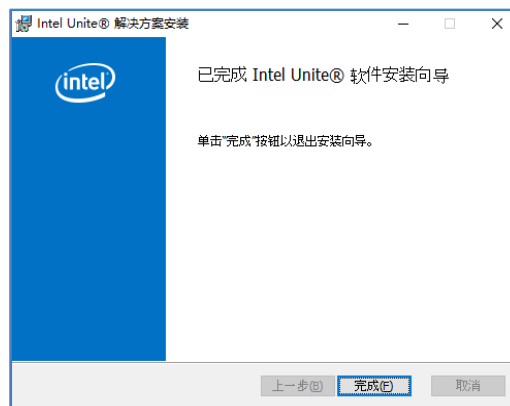 Intel Unite® 解决方案安装
intel
已完成 Intel Unite® 软件安装向导
单击“完成”按钮以退出安装向导。
上一步(B) 完成(F) 取消